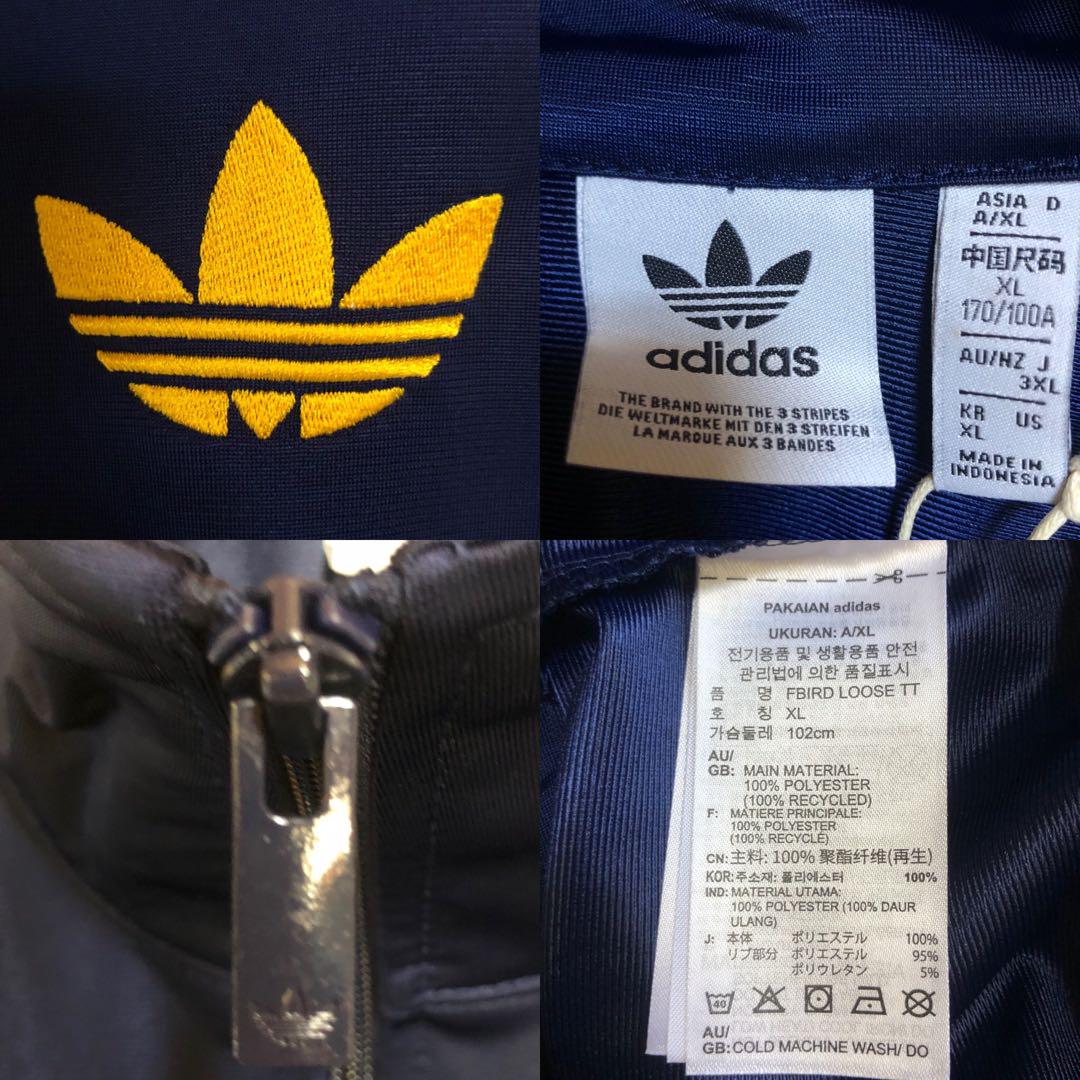 adidas
THE BRAND WITH THE 3 STRIPES
DIE WELTMARKE MIT DEN 3 STREIFEN
LA MARQUE AUX 3 BANDES
ASIA D
A/XL
中国尺码
XL
170/100A
AU/NZ J
3XL
KR US
XL
MADE IN
INDONESIA
PAKAIAN adidas
UKURAN: A/XL
전기용품 및 생활용품 안전
관리법에 의한 품질표시
품 명 FBIRD LOOSE TT
호 칭 XL
가슴둘레 102cm
AU/
GB: MAIN MATERIAL:
100% POLYESTER
(100% RECYCLED)
F: MATIERE PRINCIPALE:
100% POLYESTER
(100% RECYCLÉ)
CN: 主料: 100% 聚酯纤维(再生)
KOR: 주소재: 폴리에스터 100%
IND: MATERIAL UTAMA:
100% POLYESTER (100% DAUR
ULANG)
J: 本体 ポリエステル 100%
リブ部分 ポリエステル 95%
ポリウレタン 5%
40
AU/
GB: COLD MACHINE WASH/ DO